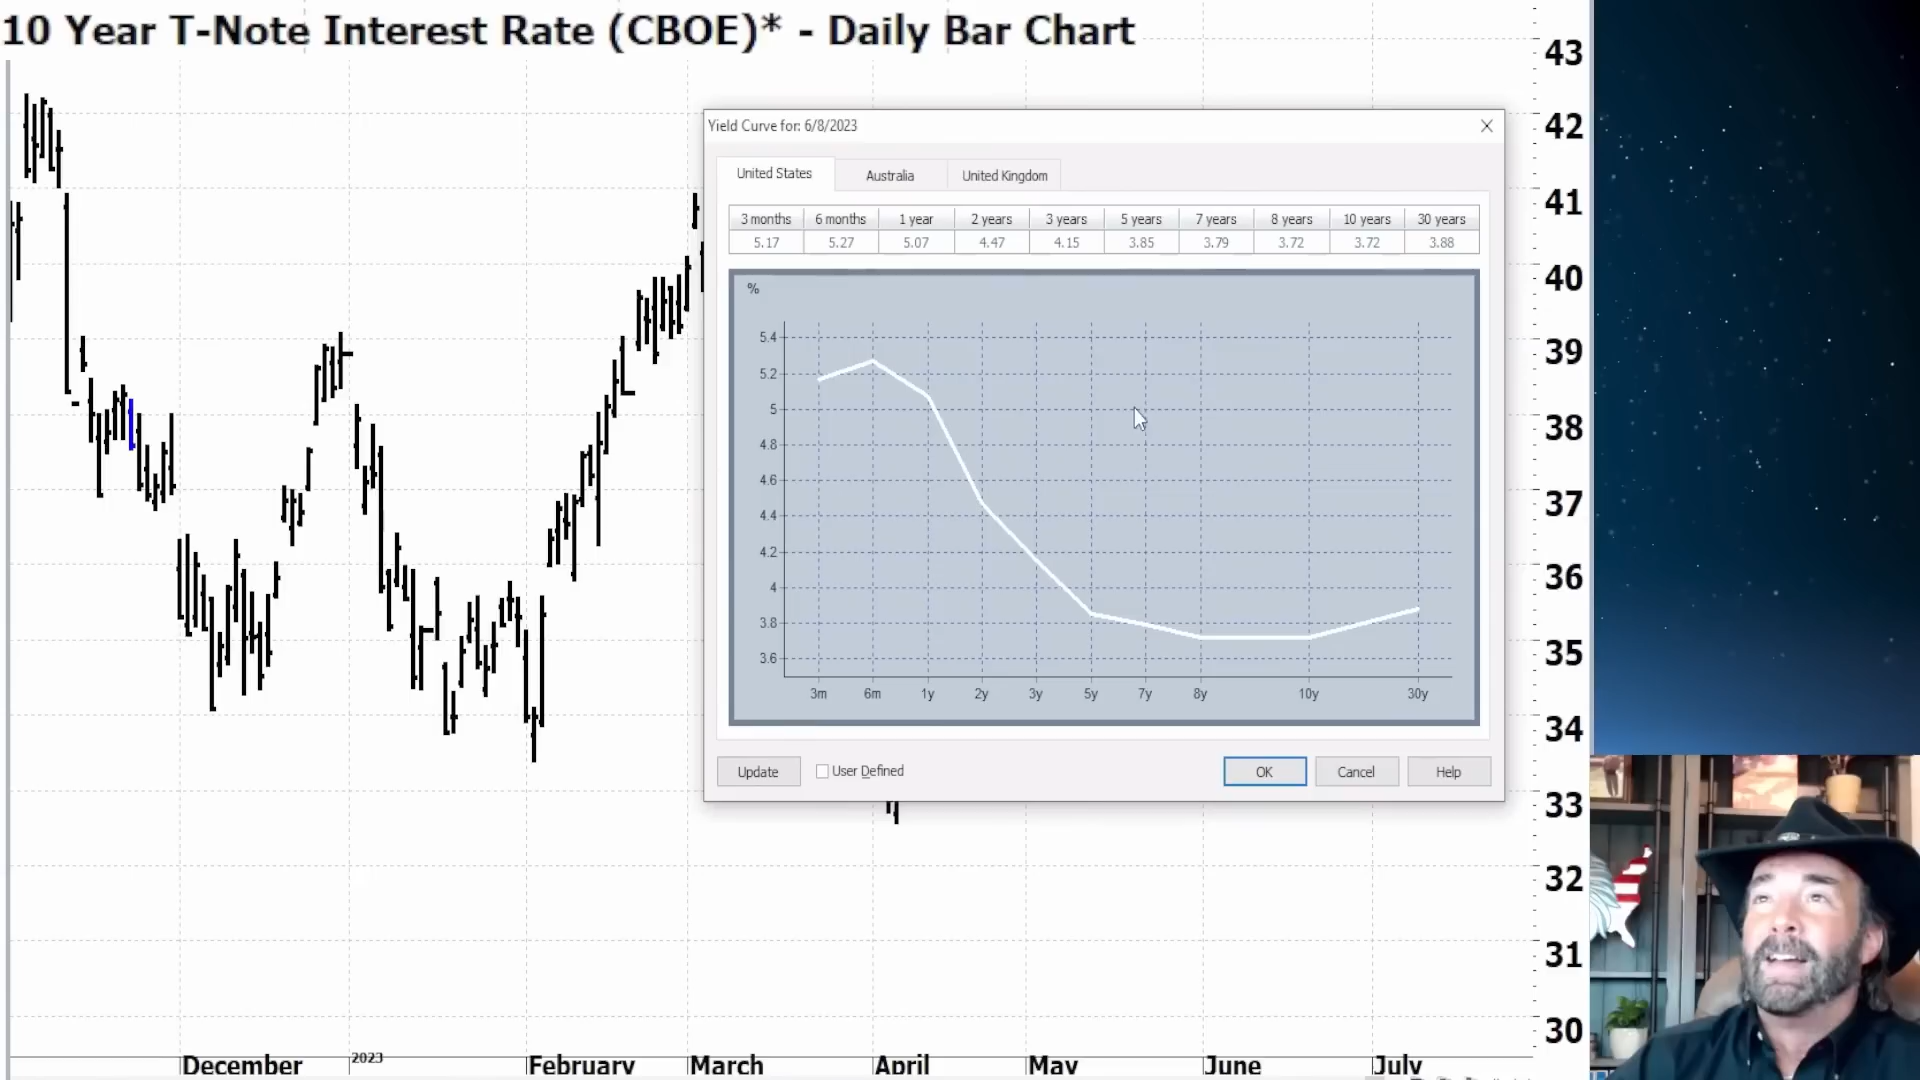 10 Year T-Note Interest Rate (CBOE)* - Daily Bar Chart
Yield Curve for: 6/8/2023
United States
Australia
United Kingdom
3 months 6 months 1 year 2 years 3 years 5 years 7 years 8 years 10 years 30 years
5.17 5.27 5.07 4.47 4.15 3.85 3.79 3.72 3.72 3.88
%
5.4
5.2
5
4.8
4.6
4.4
4.2
4
3.8
3.6
3m 6m 1y 2y 3y 5y 7y 8y 10y 30y
Update
User Defined
OK
Cancel
Help
43
42
41
40
39
38
37
36
35
34
33
32
31
30
December 2023 February March April May June July